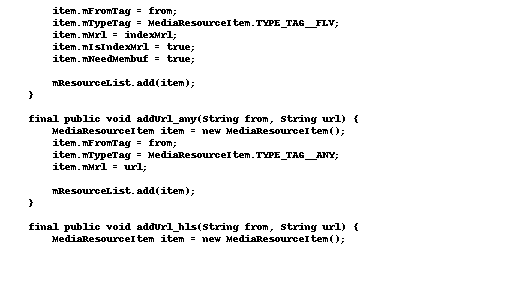 item.mFromTag = from;
item.mTypeTag = MediaResourceItem.TYPE_TAG__FLV;
item.mMrl = indexMrl;
item.mIsIndexMrl = true;
item.mNeedMembuf = true;
mResourceList.add(item);
}
final public void addUrl_any(String from, String url) {
MediaResourceItem item = new MediaResourceItem();
item.mFromTag = from;
item.mTypeTag = MediaResourceItem.TYPE_TAG__ANY;
item.mMrl = url;
mResourceList.add(item);
}
final public void addUrl_hls(String from, String url) {
MediaResourceItem item = new MediaResourceItem();